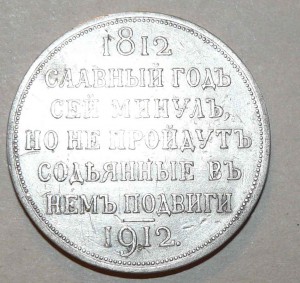 1812
СЛАВНЫЙ ГОДЪ
СЕЙ МИНУЛЪ,
НО НЕ ПРОЙДУТЪ
СОДѢЯННЫЕ ВЪ
НЕМЪ ПОДВИГИ
1912.